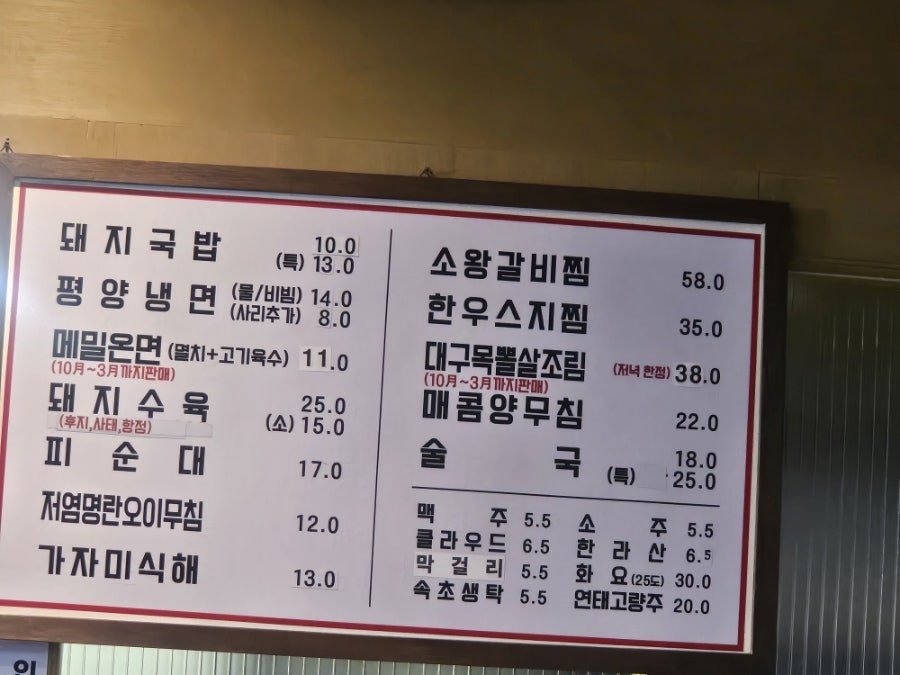 돼지국밥 10.0
(특) 13.0
평양냉면 (물/비빔) 14.0
(사리추가) 8.0
메밀온면 (멸치+고기육수) 11.0
(10月~3月까지판매)
돼지수육 25.0
(후지,사태,항정) (소) 15.0
피순대 17.0
저염명란오이무침 12.0
가자미식해 13.0
소왕갈비찜 58.0
한우스지찜 35.0
대구목뽈살조림 (저녁 한정) 38.0
(10月~3月까지판매)
매콤양무침 22.0
술국 18.0
(특) 25.0
맥주 5.5 소주 5.5
클라우드 6.5 한라산 6.5
막걸리 5.5 화요(25도) 30.0
속초생탁 5.5 연태고량주 20.0